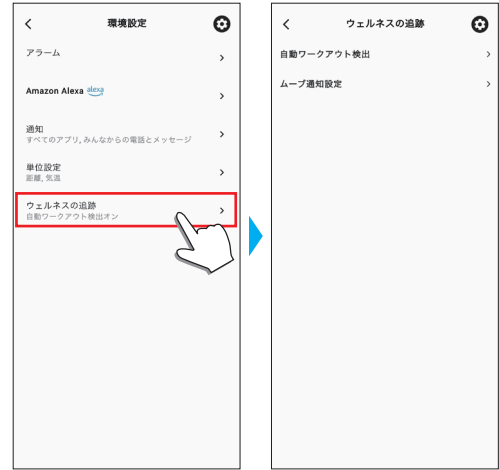 環境設定
アラーム
Amazon Alexa alexa
通知
すべてのアプリ, みんなからの電話とメッセージ
単位設定
距離, 気温
ウェルネスの追跡
自動ワークアウト検出オン
ウェルネスの追跡
自動ワークアウト検出
ムーブ通知設定